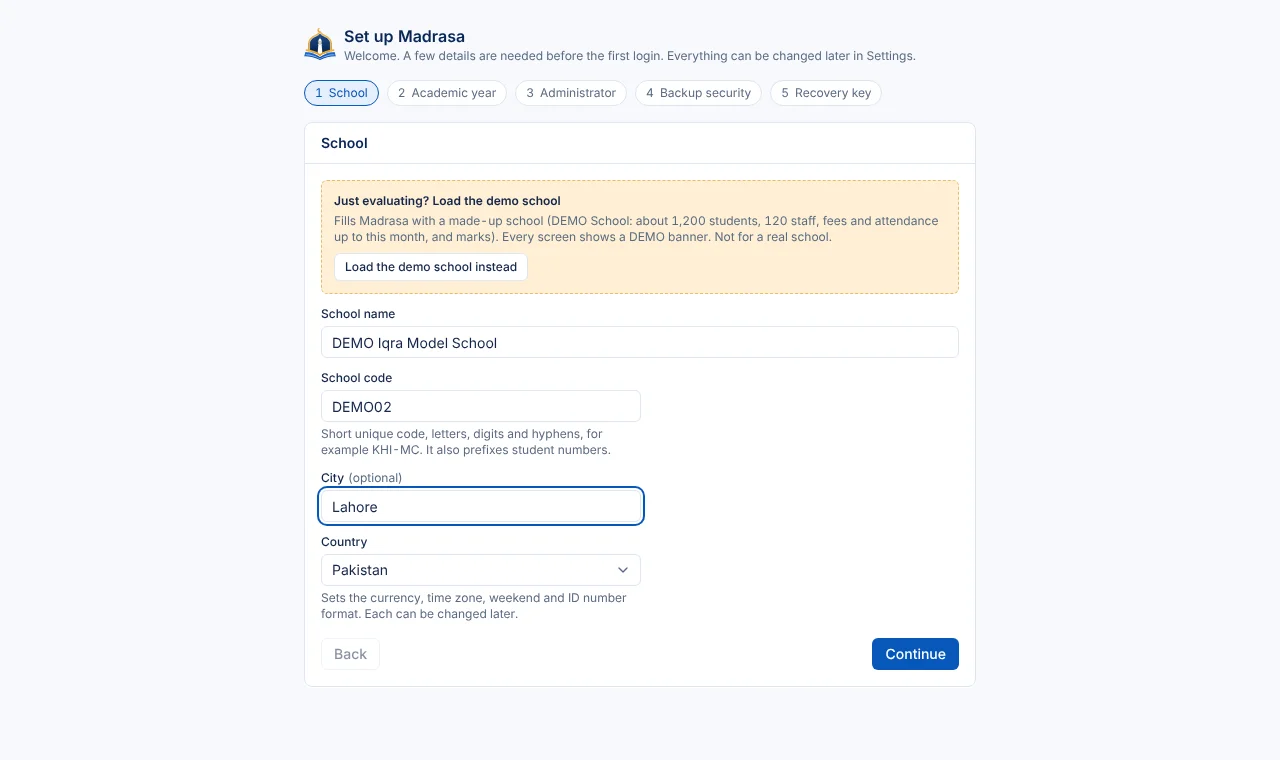 Set up Madrasa
Welcome. A few details are needed before the first login. Everything can be changed later in Settings.
1 School
2 Academic year
3 Administrator
4 Backup security
5 Recovery key
School
Just evaluating? Load the demo school
Fills Madrasa with a made-up school (DEMO School: about 1,200 students, 120 staff, fees and attendance
up to this month, and marks). Every screen shows a DEMO banner. Not for a real school.
Load the demo school instead
School name
DEMO Iqra Model School
School code
DEMO02
Short unique code, letters, digits and hyphens, for
example KHI-MC. It also prefixes student numbers.
City (optional)
Lahore
Country
Pakistan
Sets the currency, time zone, weekend and ID number
format. Each can be changed later.
Back
Continue